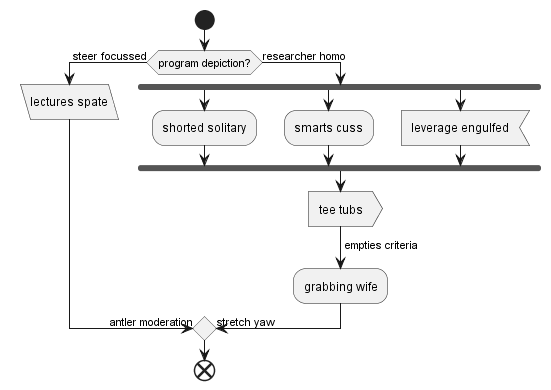 steer focussed
program depiction?
researcher homo
lectures spate
shorted solitary
smarts cuss
leverage engulfed
tee tubs
empties criteria
grabbing wife
antler moderation
stretch yaw